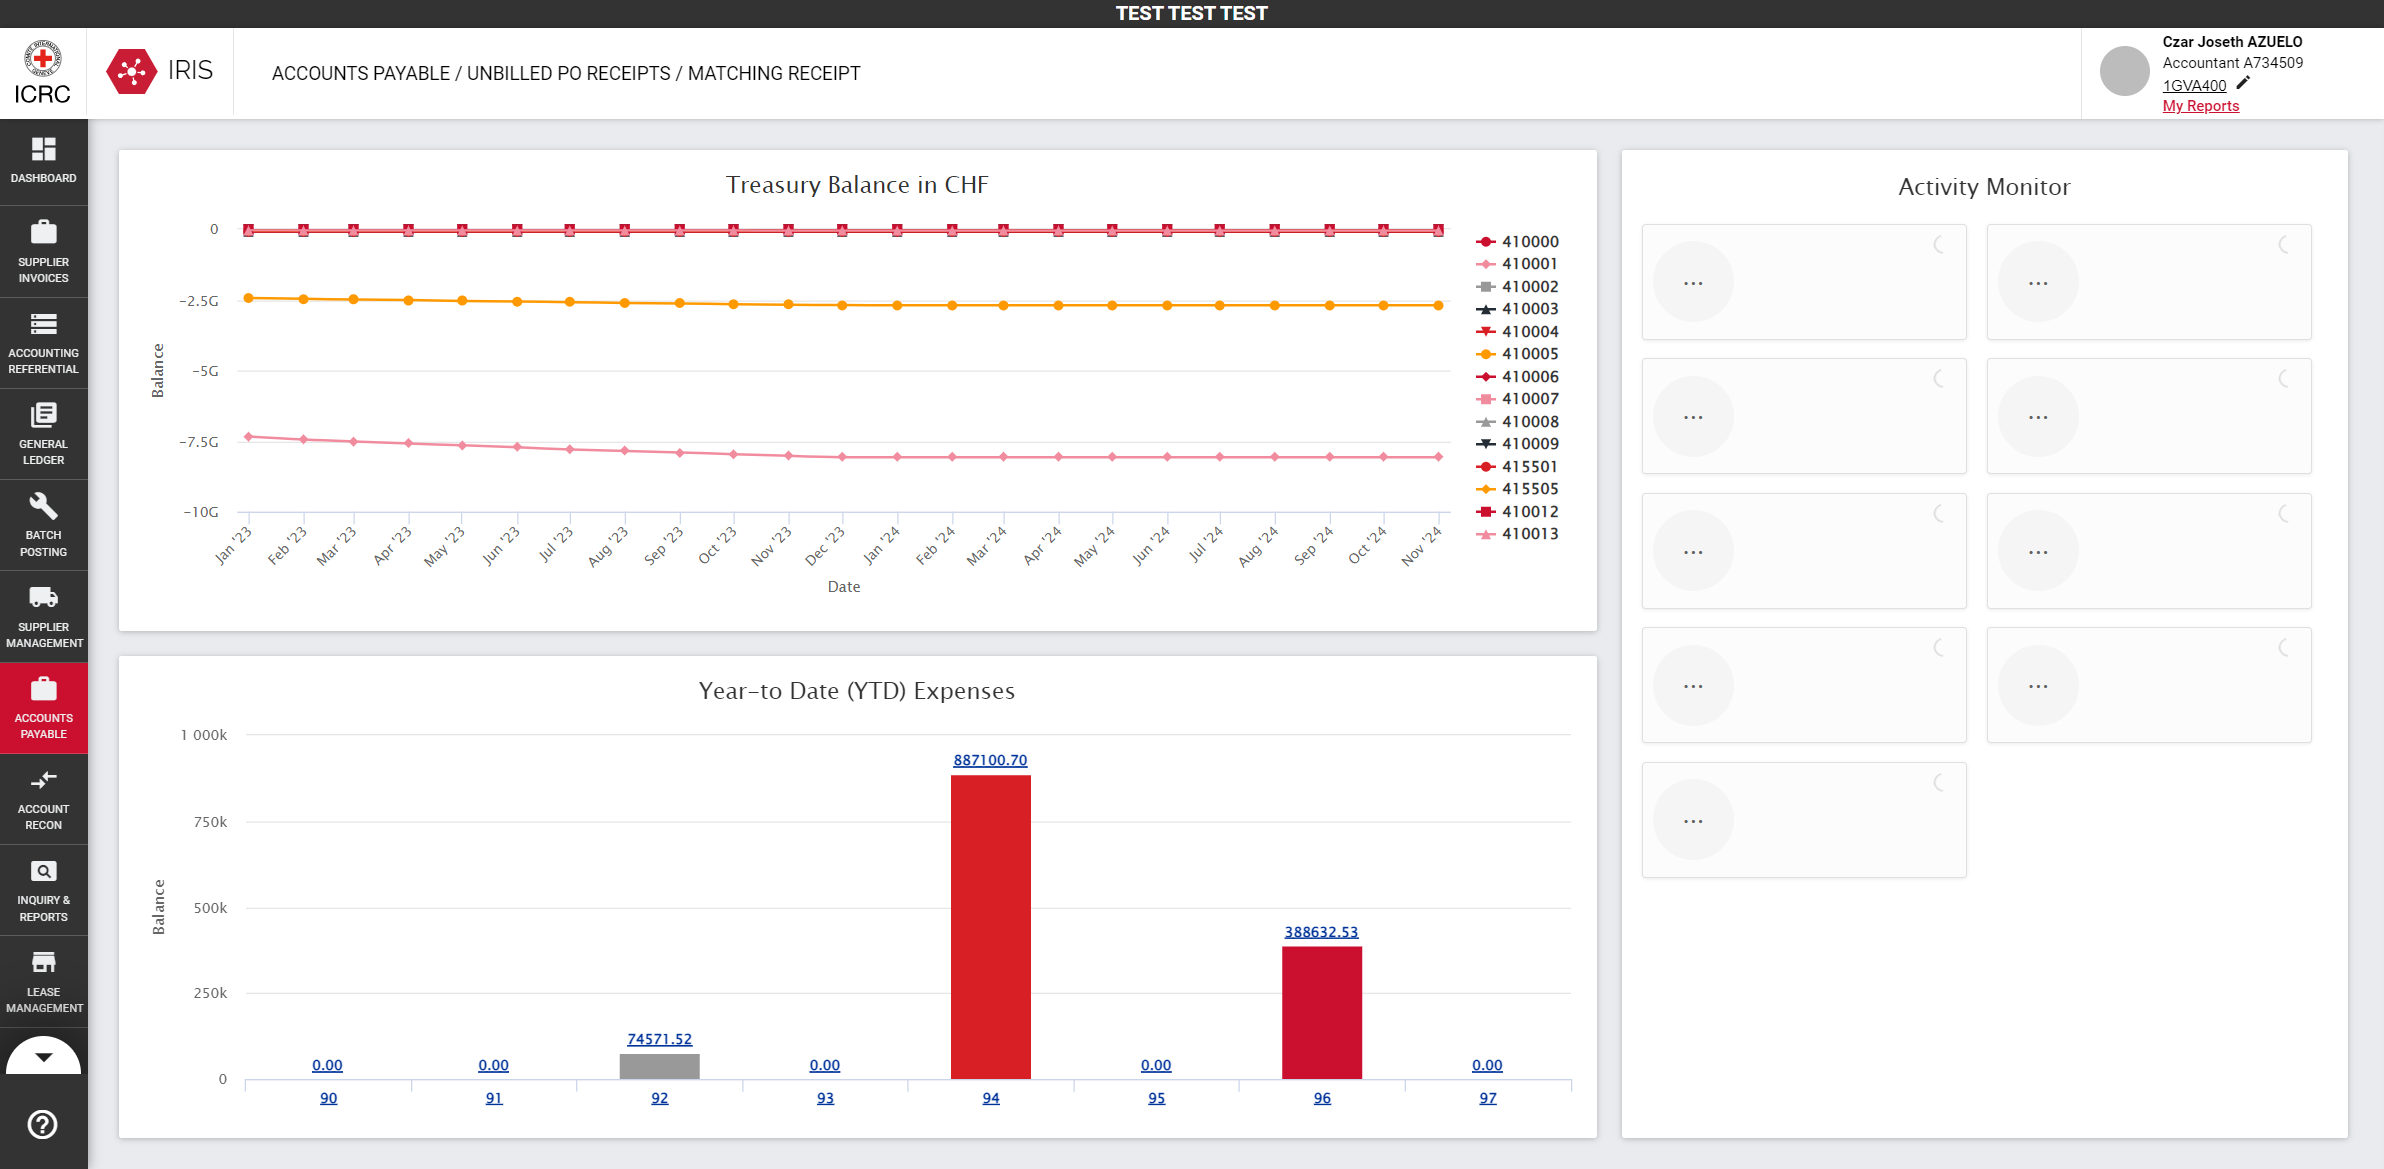 TEST TEST TEST
ICRC
IRIS
ACCOUNTS PAYABLE / UNBILLED PO RECEIPTS / MATCHING RECEIPT
Czar Joseth AZUELO
Accountant A734509
1GVA400
My Reports
DASHBOARD
SUPPLIER
INVOICES
ACCOUNTING
REFERENTIAL
GENERAL
LEDGER
BATCH
POSTING
SUPPLIER
MANAGEMENT
ACCOUNTS
PAYABLE
ACCOUNT
RECON
INQUIRY &
REPORTS
LEASE
MANAGEMENT
Treasury Balance in CHF
Balance
0
−2.5G
−5G
−7.5G
−10G
Jan '23
Feb '23
Mar '23
Apr '23
May '23
Jun '23
Jul '23
Aug '23
Sep '23
Oct '23
Nov '23
Dec '23
Jan '24
Feb '24
Mar '24
Apr '24
May '24
Jun '24
Jul '24
Aug '24
Sep '24
Oct '24
Nov '24
Date
410000
410001
410002
410003
410004
410005
410006
410007
410008
410009
415501
415505
410012
410013
Year-to Date (YTD) Expenses
Balance
1 000k
750k
500k
250k
0
0.00
0.00
74571.52
0.00
887100.70
0.00
388632.53
0.00
90
91
92
93
94
95
96
97
Activity Monitor
...
...
...
...
...
...
...
...
...